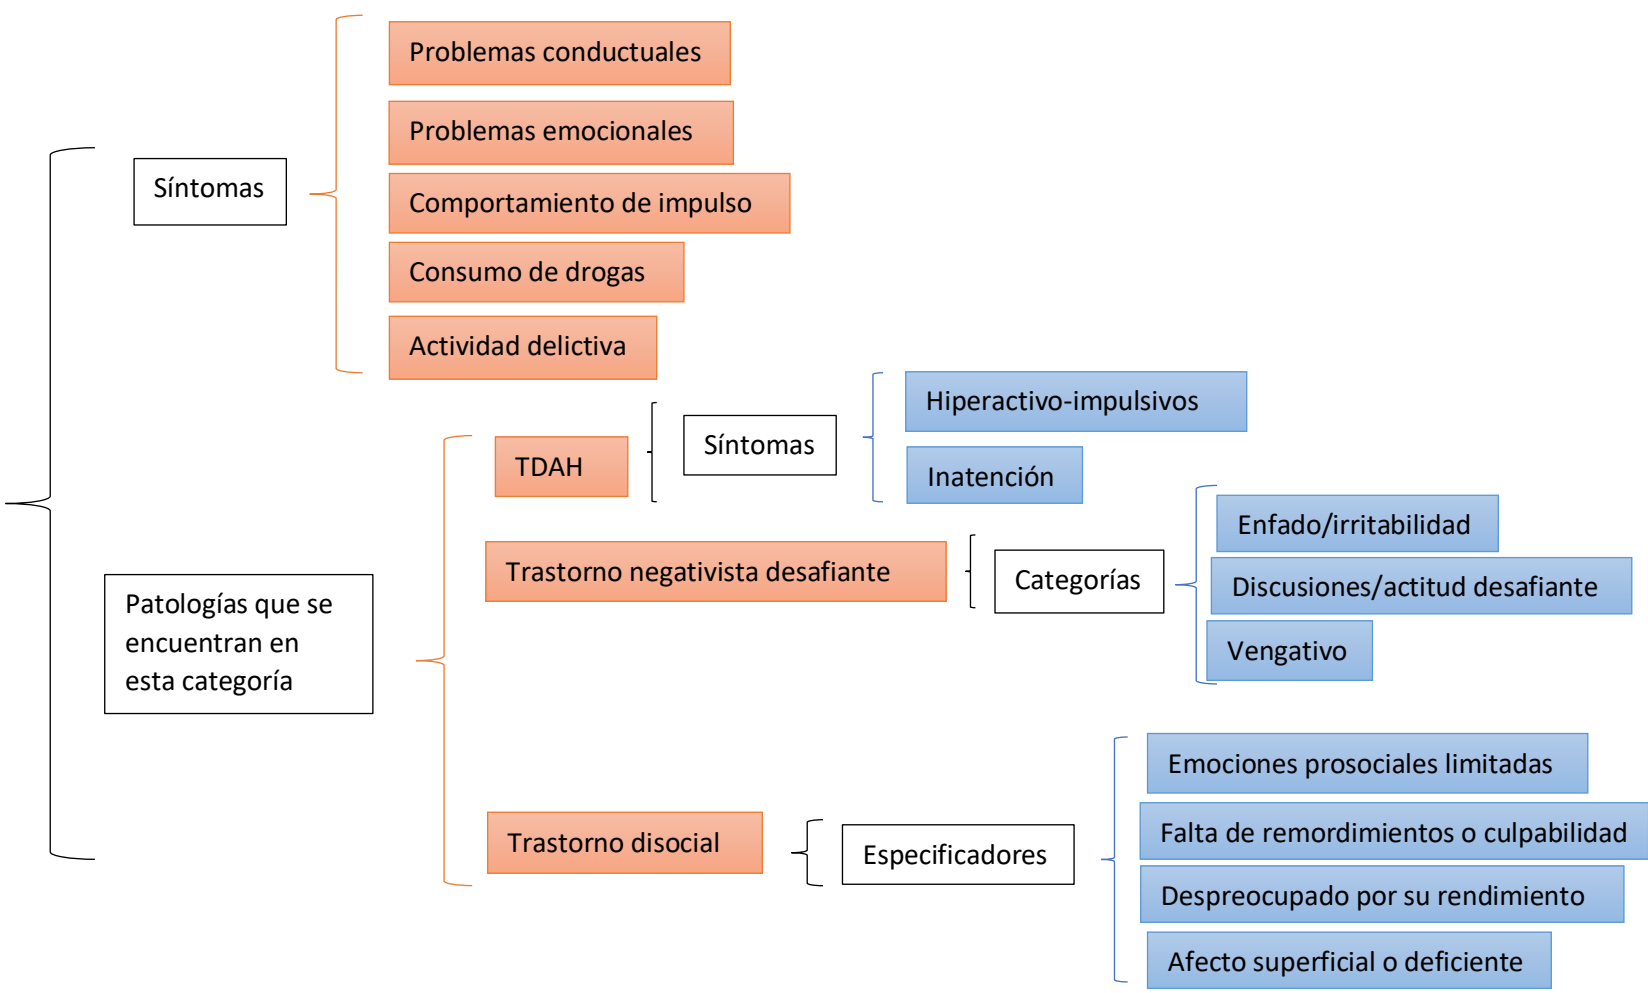 Síntomas
Problemas conductuales
Problemas emocionales
Comportamiento de impulso
Consumo de drogas
Actividad delictiva
Patologías que se
encuentran en
esta categoría
TDAH
Síntomas
Hiperactivo-impulsivos
Inatención
Trastorno negativista desafiante
Categorías
Enfado/irritabilidad
Discusiones/actitud desafiante
Vengativo
Trastorno disocial
Especificadores
Emociones prosociales limitadas
Falta de remordimientos o culpabilidad
Despreocupado por su rendimiento
Afecto superficial o deficiente